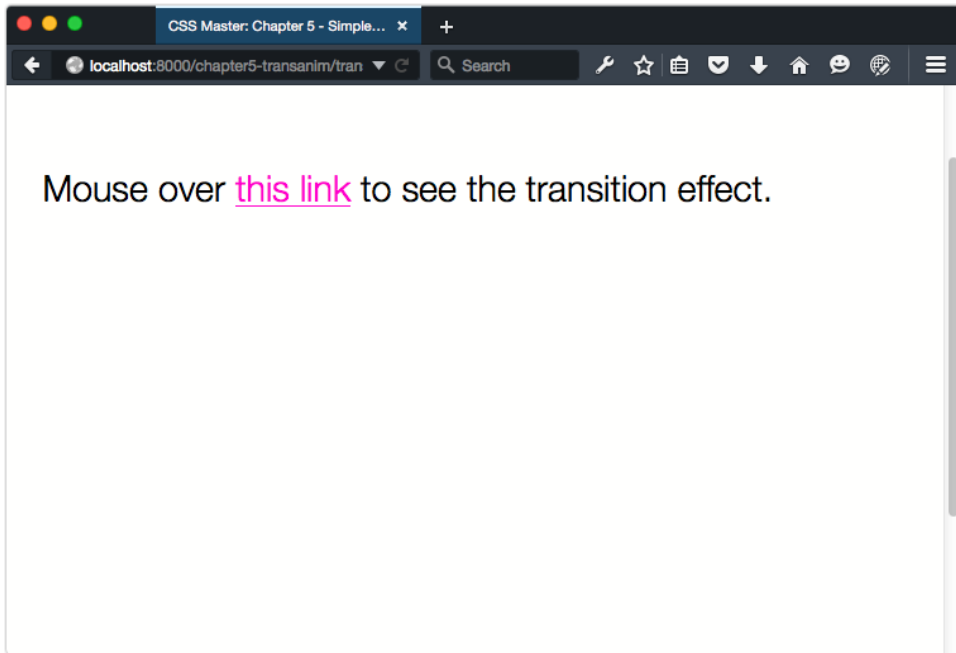 CSS Master: Chapter 5 - Simple...
localhost:8000/chapter5-transanim/tran
Search
Mouse over this link to see the transition effect.